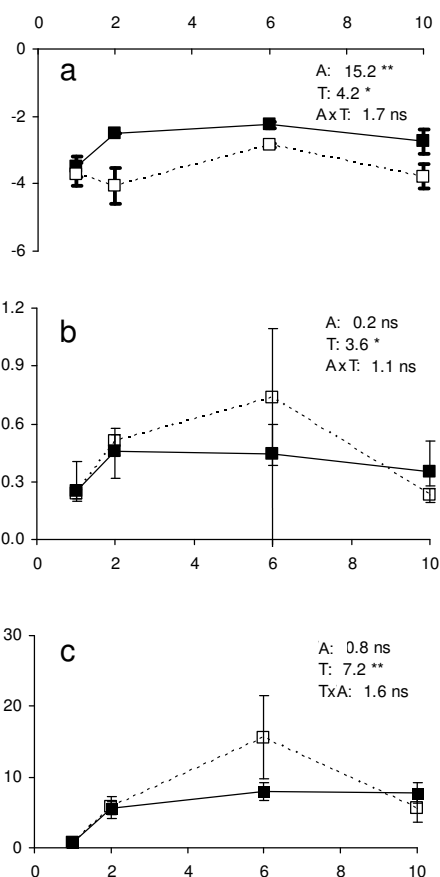 0 2 4 6 8 10
0
a
A: 15.2 **
T: 4.2 *
AxT: 1.7 ns
-2
-4
-6
1.2
b
A: 0.2 ns
T: 3.6 *
AxT: 1.1 ns
0.9
0.6
0.3
0.0
0 2 4 6 8 10
30
c
A: 0.8 ns
T: 7.2 **
TxA: 1.6 ns
20
10
0
0 2 4 6 8 10